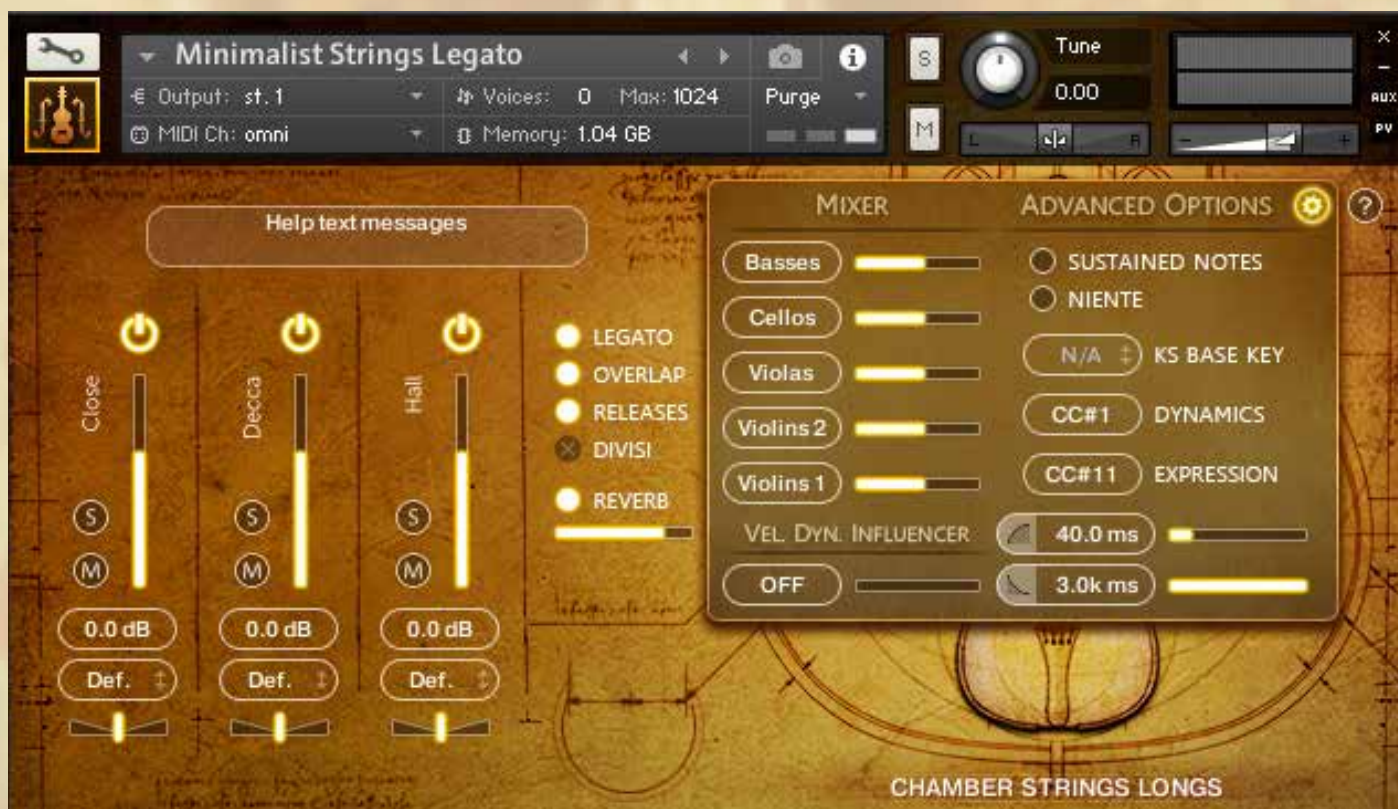 Minimalist Strings Legato
Output: st. 1
Voices: 0 Max: 1024
Purge
MIDI Ch: omni
Memory: 1.04 GB
S
M
Tune
0.00
L R
- +
×
-
AUX
PV
Help text messages
Close
Decca
Hall
S S S
M M M
0.0 dB 0.0 dB 0.0 dB
Def. Def. Def.
LEGATO
OVERLAP
RELEASES
DIVISI
REVERB
MIXER
Basses
Cellos
Violas
Violins 2
Violins 1
VEL. DYN. INFLUENCER
OFF
ADVANCED OPTIONS
?
SUSTAINED NOTES
NIENTE
N/A KS BASE KEY
CC#1 DYNAMICS
CC#11 EXPRESSION
40.0 ms
3.0k ms
CHAMBER STRINGS LONGS